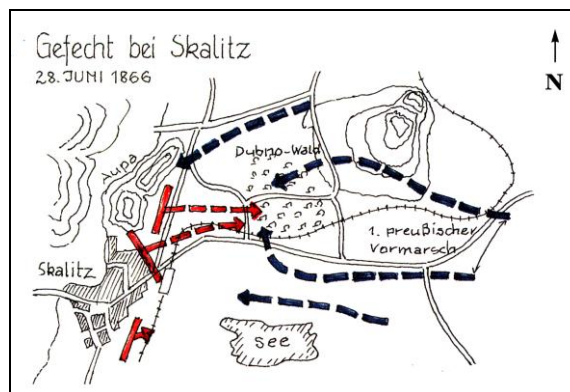 Gefecht bei Skalitz
28. JUNI 1866
N
Aupa
Dubno-Wald
1. preußischer
Vormarsch
Skalitz
See